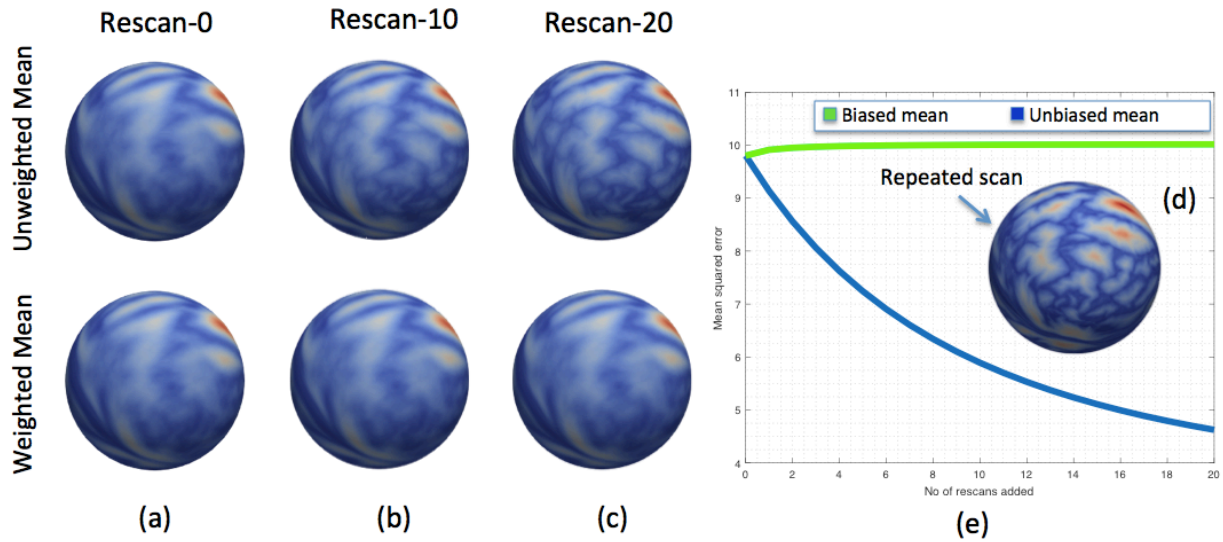 Rescan-0 Rescan-10 Rescan-20
Unweighted Mean
Weighted Mean
(a) (b) (c)
Biased mean Unbiased mean
Repeated scan
(d)
Mean squared error
11
10
9
8
7
6
5
4
0 2 4 6 8 10 12 14 16 18 20
No of rescans added
(e)